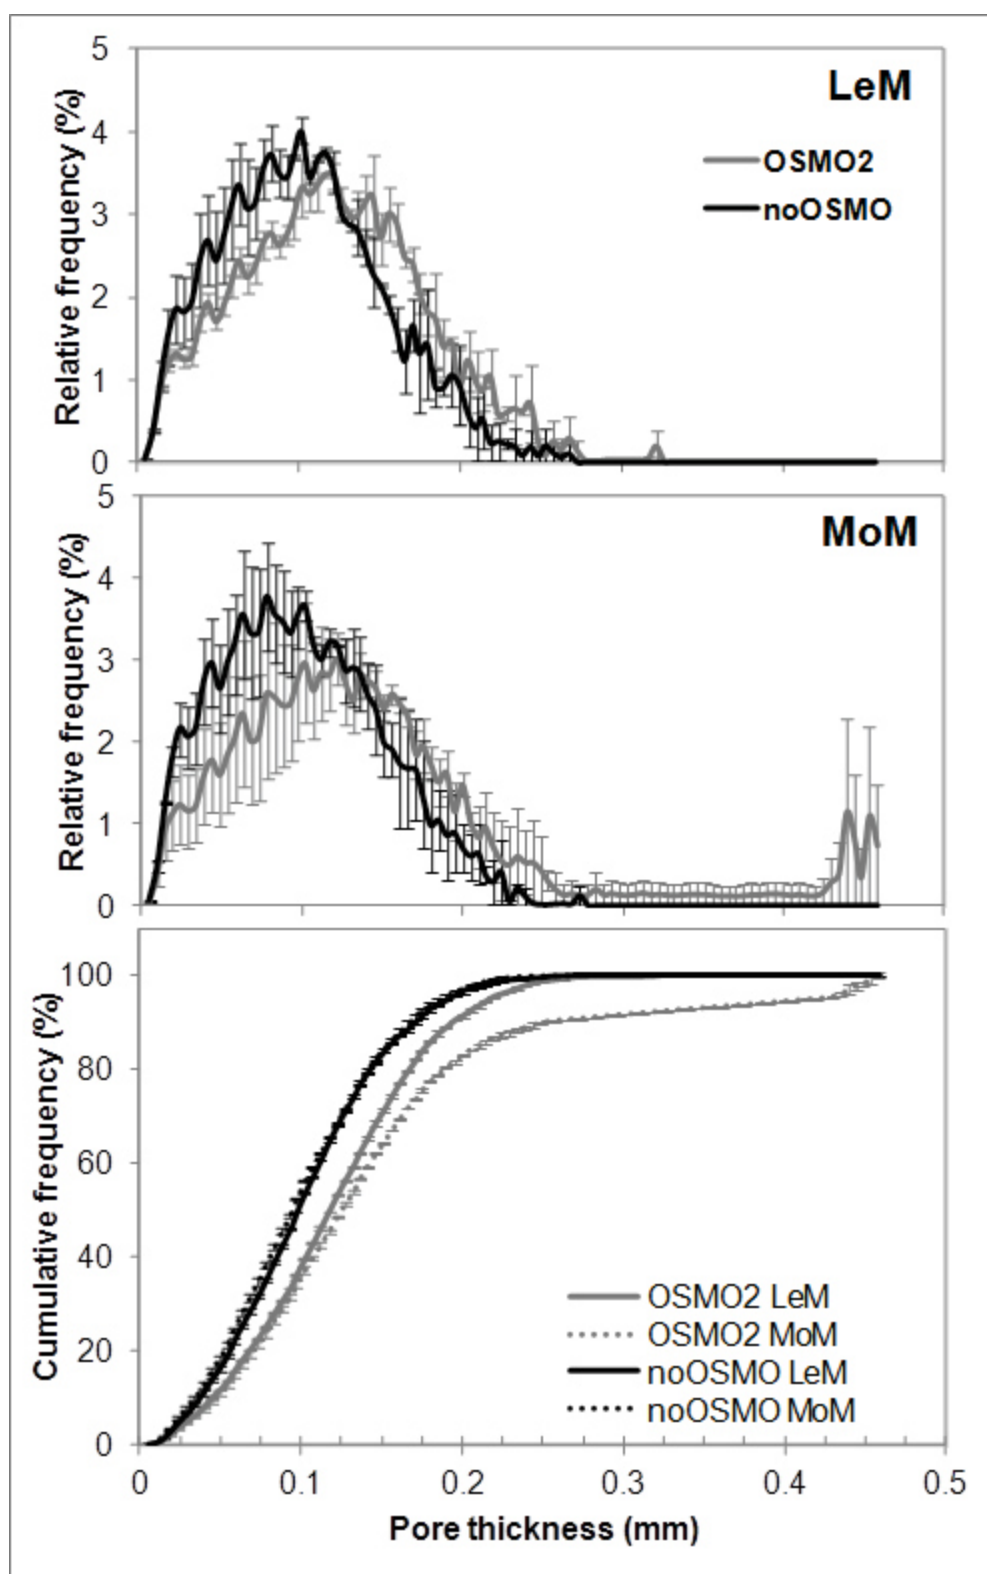 5
LeM
4
OSMO2
noOSMO
3
2
1
0
Relative frequency (%)
5
MoM
4
3
2
1
0
Relative frequency (%)
100
80
60
40
20
0
Cumulative frequency (%)
OSMO2 LeM
OSMO2 MoM
noOSMO LeM
noOSMO MoM
0 0.1 0.2 0.3 0.4 0.5
Pore thickness (mm)